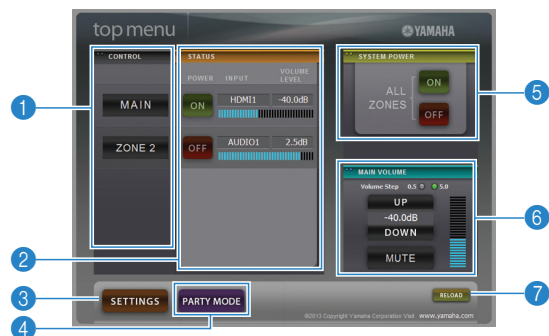 top menu
YAMAHA
CONTROL
MAIN
ZONE 2
STATUS
POWER INPUT VOLUME LEVEL
ON HDMI1 -40.0dB
OFF AUDIO1 2.5dB
SYSTEM POWER
ALL ZONES
ON
OFF
MAIN VOLUME
Volume Step 0.5 5.0
UP
-40.0dB
DOWN
MUTE
SETTINGS
PARTY MODE
RELOAD
©2013 Copyright Yamaha Corporation Visit www.yamaha.com
1
2
3
4
5
6
7